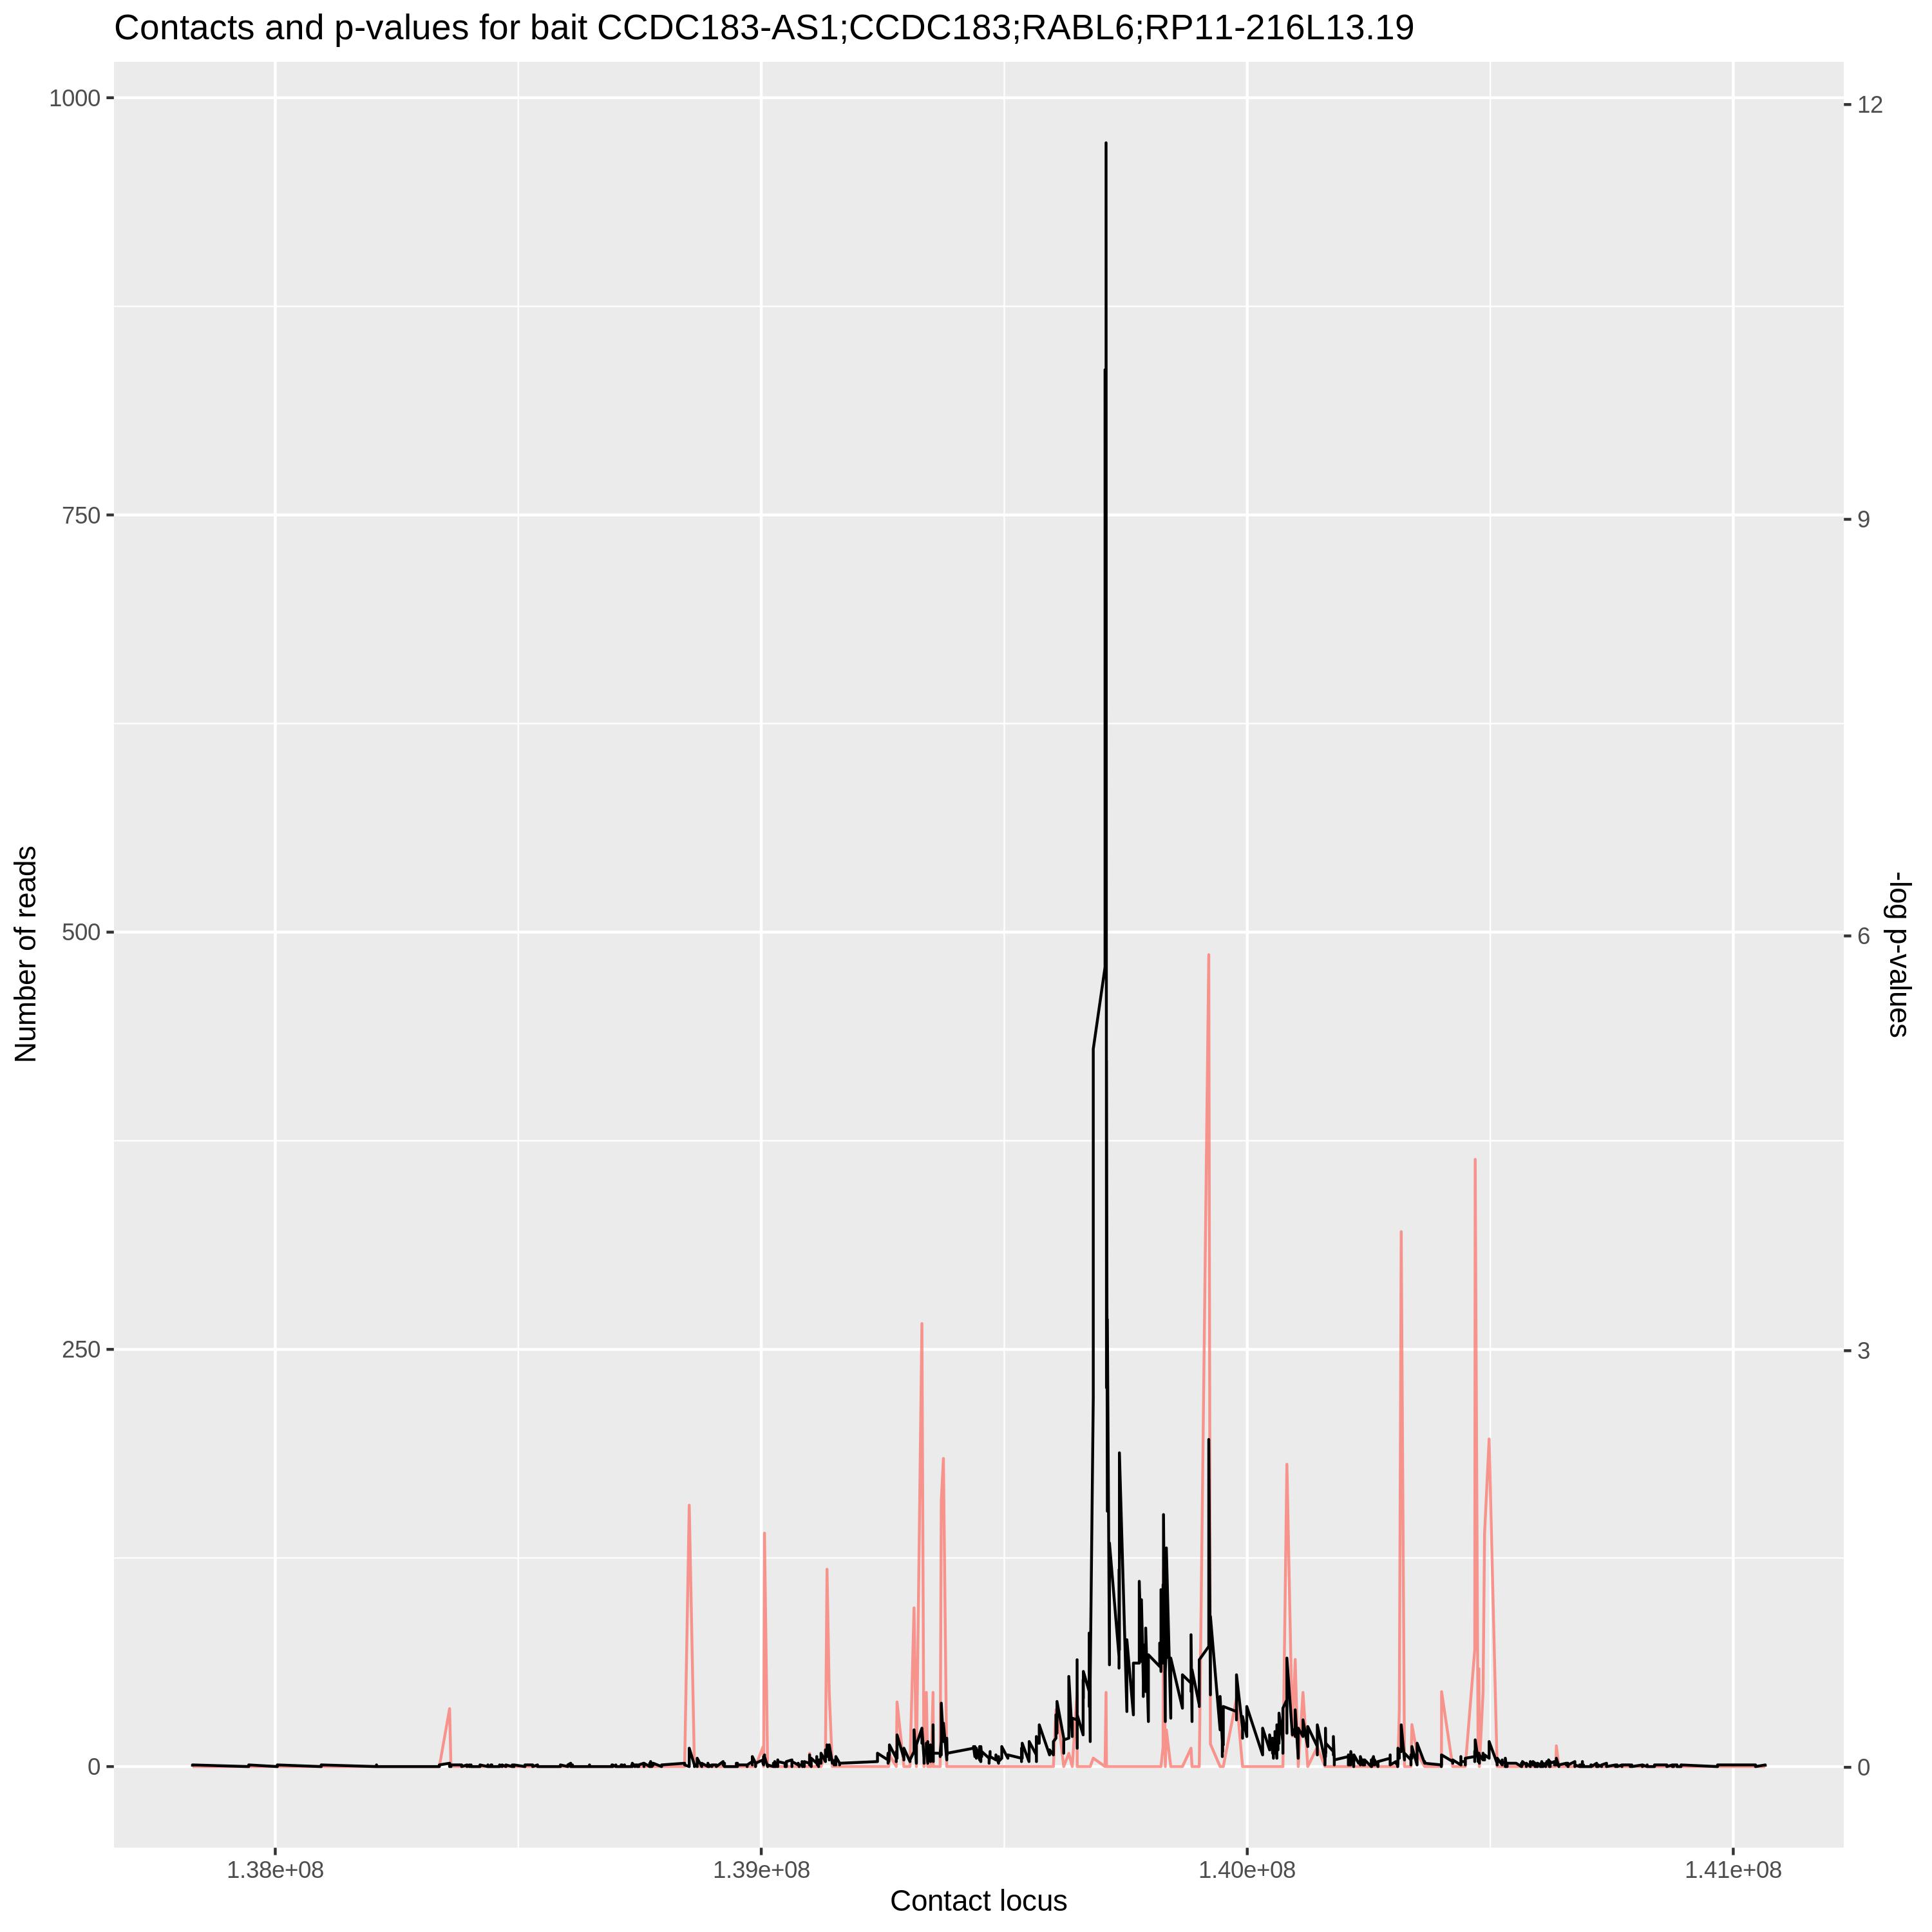 Contacts and p-values for bait CCDC183-AS1;CCDC183;RABL6;RP11-216L13.19
1000
750
500
250
0
Number of reads
12
9
6
3
0
-log p-values
1.38e+08 1.39e+08 1.40e+08 1.41e+08
Contact locus